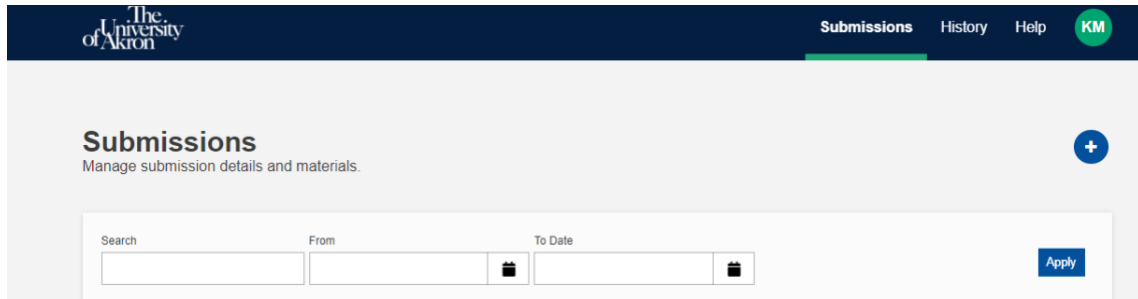 The
University
of Akron
Submissions History Help KM
Submissions
Manage submission details and materials.
Search From To Date
Apply